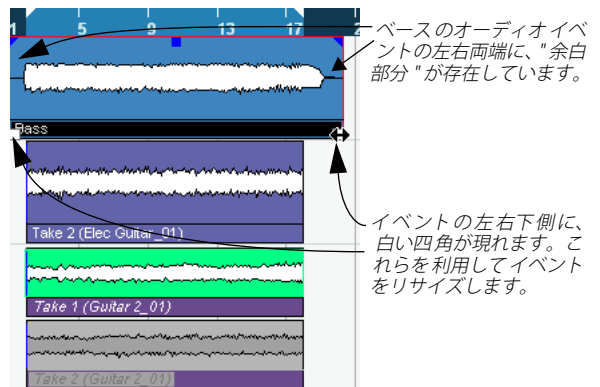 1 5 9 13 17 2
ベースのオーディオイベ
ントの左右両端に、"余白
部分 "が存在しています。
Bass
Take 2 (Elec Guitar_01)
イベントの左右下側に、
白い四角が現れます。こ
れらを利用してイベント
をリサイズします。
Take 1 (Guitar 2_01)
Take 2 (Guitar 2_01)